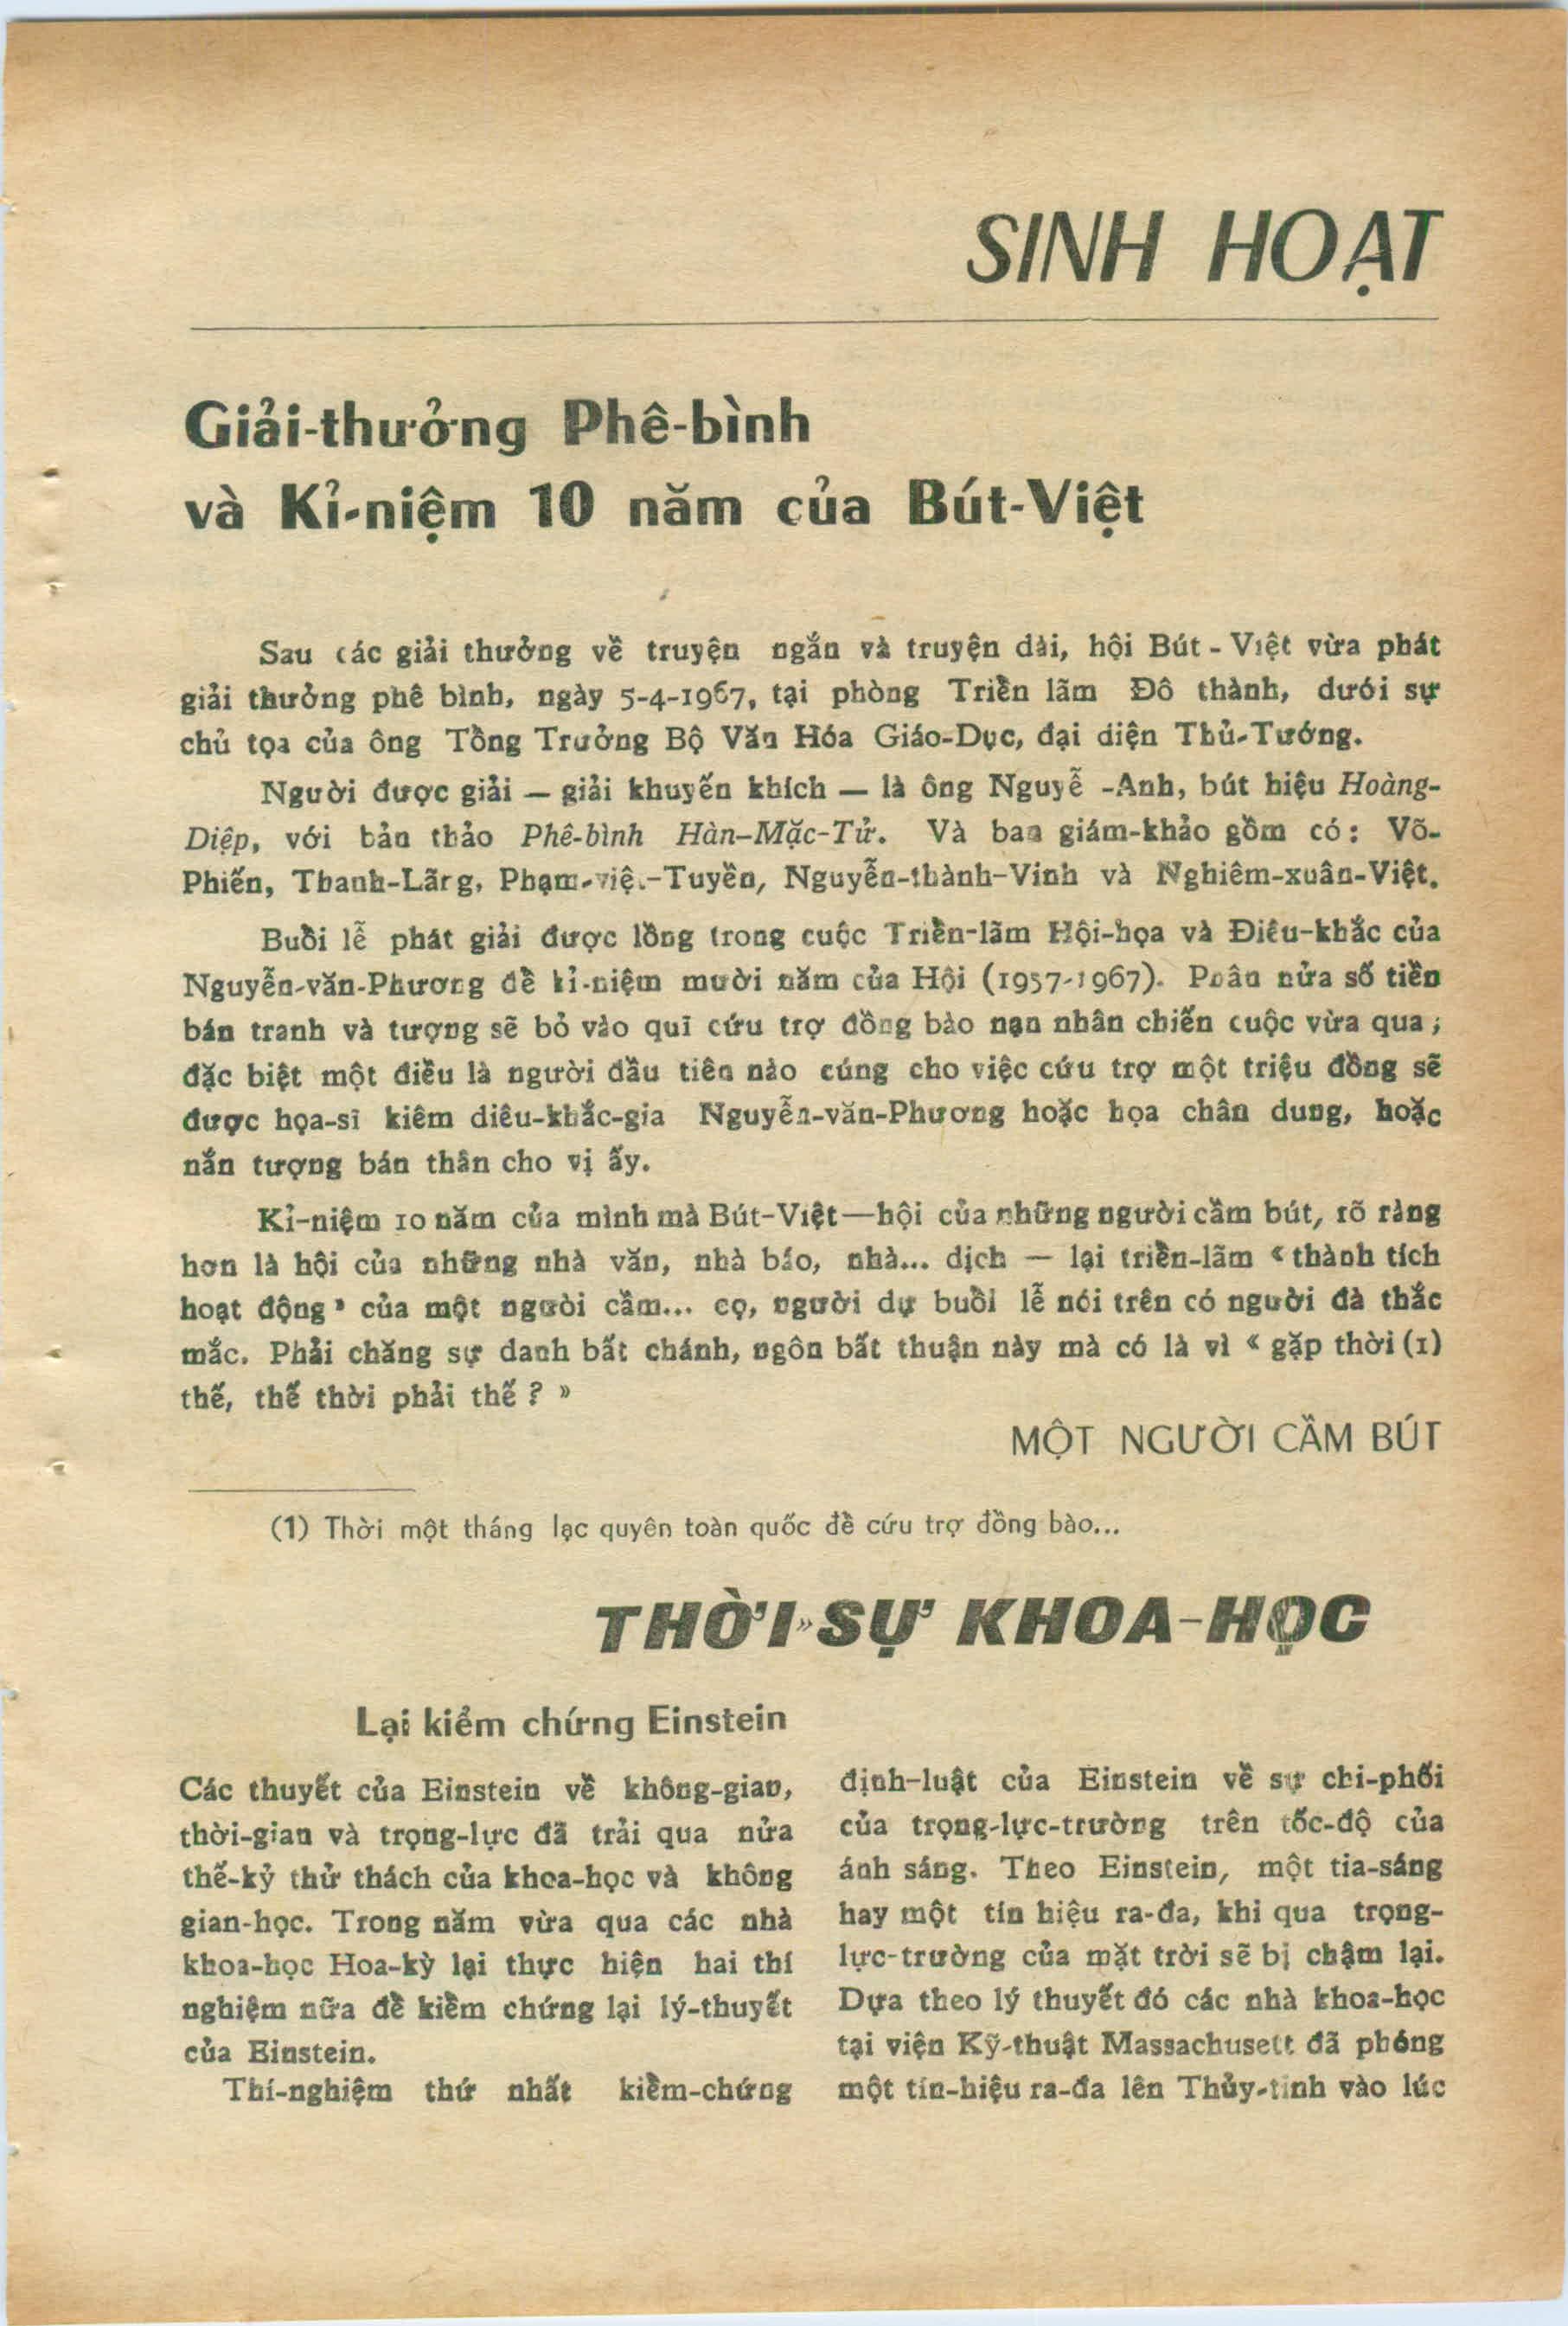 SINH HOẠT
Giải-thưởng Phê-bình
và Kỉ-niệm 10 năm của Bút-Việt
Sau các giải thưởng về truyện ngắn và truyện dài, hội Bút - Việt vừa phát
giải thưởng phê bình, ngày 5-4-1967, tại phòng Triển lãm Đô thành, dưới sự
chủ tọa của ông Tổng Trưởng Bộ Văn Hóa Giáo-Dục, đại diện Thủ-Tướng.
Người được giải — giải khuyến khích — là ông Nguyễ -Anh, bút hiệu Hoàng-
Diệp, với bản thảo Phê-bình Hàn-Mặc-Tử. Và ban giám-khảo gồm có : Võ-
Phiến, Thanh-Lãng, Phạm-việt-Tuyền, Nguyễn-thành-Vinh và Nghiêm-xuân-Việt.
Buổi lễ phát giải được lồng trong cuộc Triển-lãm Hội-họa và Điêu-khắc của
Nguyễn-văn-Phương để kỉ-niệm mười năm của Hội (1957-1967). Phân nửa số tiền
bán tranh và tượng sẽ bỏ vào quĩ cứu trợ đồng bào nạn nhân chiến cuộc vừa qua ;
đặc biệt một điều là người đầu tiên nào cúng cho việc cứu trợ một triệu đồng sẽ
được họa-sĩ kiêm điêu-khắc-gia Nguyễn-văn-Phương hoặc họa chân dung, hoặc
nắn tượng bán thân cho vị ấy.
Kỉ-niệm 10 năm của mình mà Bút-Việt—hội của những người cầm bút, rõ ràng
hơn là hội của những nhà văn, nhà báo, nhà... dịch — lại triển-lãm « thành tích
hoạt động » của một người cầm... cọ, người dự buổi lễ nói trên có người đã thắc
mắc. Phải chăng sự danh bất chánh, ngôn bất thuận này mà có là vì « gặp thời (1)
thế, thế thời phải thế ? »
MỘT NGƯỜI CẦM BÚT
(1) Thời một tháng lạc quyên toàn quốc để cứu trợ đồng bào...
THỜI-SỰ KHOA-HỌC
Lại kiểm chứng Einstein
Các thuyết của Einstein về không-gian,
thời-gian và trọng-lực đã trải qua nửa
thế-kỷ thử thách của khoa-học và không
gian-học. Trong năm vừa qua các nhà
khoa-học Hoa-kỳ lại thực hiện hai thí
nghiệm nữa để kiểm chứng lại lý-thuyết
của Einstein.
Thí-nghiệm thứ nhất kiểm-chứng
định-luật của Einstein về sự chi-phối
của trọng-lực-trường trên tốc-độ của
ánh sáng. Theo Einstein, một tia-sáng
hay một tín hiệu ra-đa, khi qua trọng-
lực-trường của mặt trời sẽ bị chậm lại.
Dựa theo lý thuyết đó các nhà khoa-học
tại viện Kỹ-thuật Massachusett đã phóng
một tín-hiệu ra-đa lên Thủy-tinh vào lúc